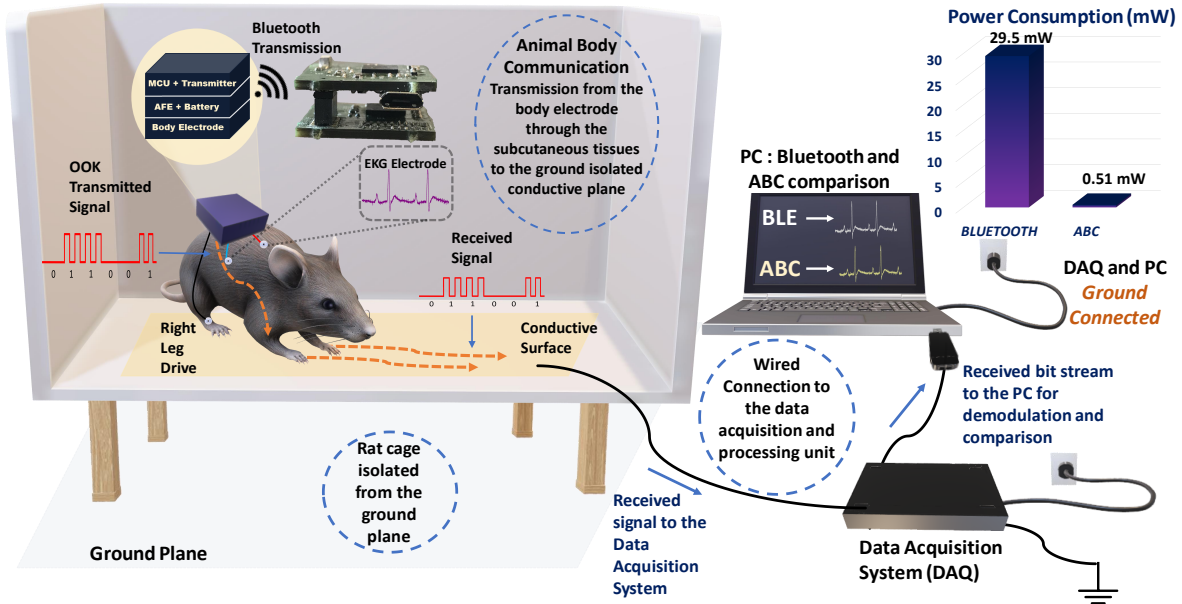 Bluetooth
Transmission
MCU + Transmitter
AFE + Battery
Body Electrode
Animal Body
Communication
Transmission from the
body electrode
through the
subcutaneous tissues
to the ground isolated
conductive plane
OOK
Transmitted
Signal
0 1 1 0 0 1
EKG Electrode
Received
Signal
0 1 1 0 0 1
Right
Leg
Drive
Conductive
Surface
Rat cage
isolated
from the
ground
plane
Ground Plane
Power Consumption (mW)
29.5 mW
30
25
20
15
10
5
0
0.51 mW
BLUETOOTH
ABC
PC : Bluetooth and
ABC comparison
BLE
ABC
DAQ and PC
Ground
Connected
Wired
Connection to
the data
acquisition and
processing unit
Received bit stream
to the PC for
demodulation and
comparison
Received
signal to the
Data
Acquisition
System
Data Acquisition
System (DAQ)